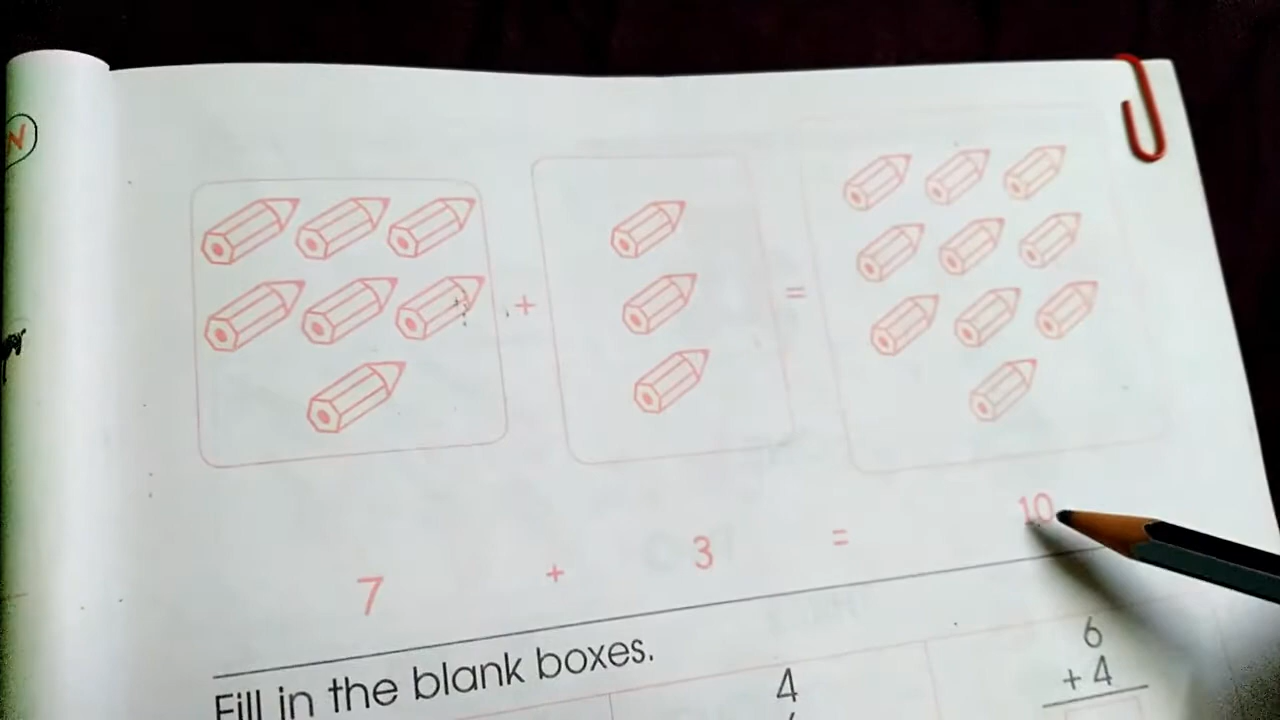 + =
7 + 3 = 10
Fill in the blank boxes.
4
6
+ 4